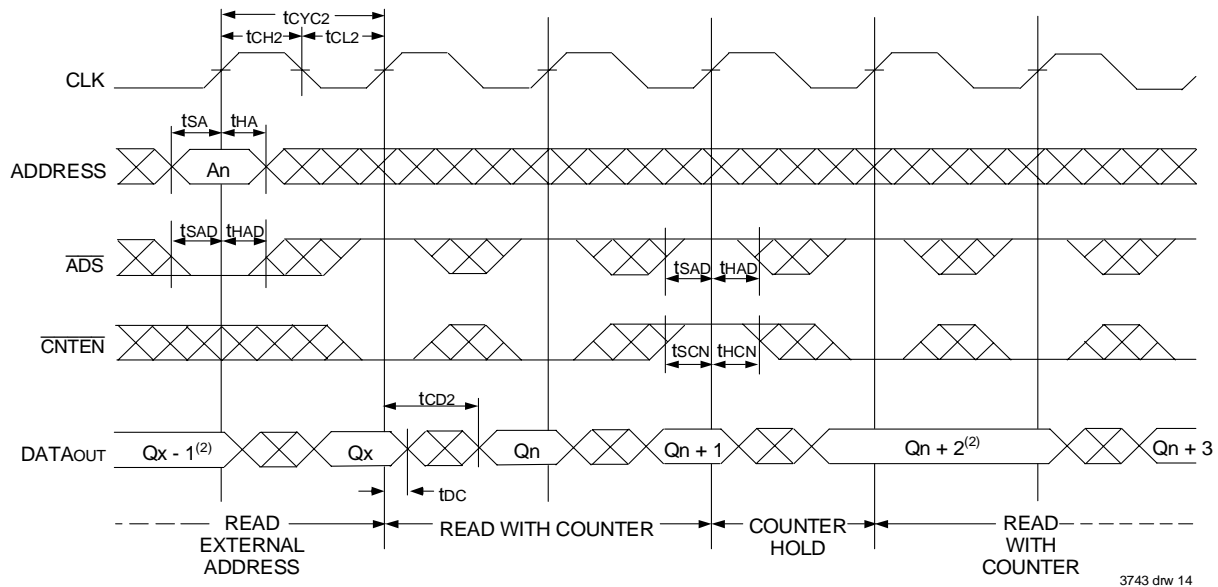 tCYC2
tCH2 tCL2
CLK
tSA tHA
ADDRESS An
tSAD tHAD
ADS
tSAD tHAD
CNTEN
tSCN tHCN
tCD2
DATAOUT Qx - 1(2) Qx Qn Qn + 1 Qn + 2(2) Qn + 3
tDC
READ EXTERNAL ADDRESS
READ WITH COUNTER
COUNTER HOLD
READ WITH COUNTER
3743 drw 14